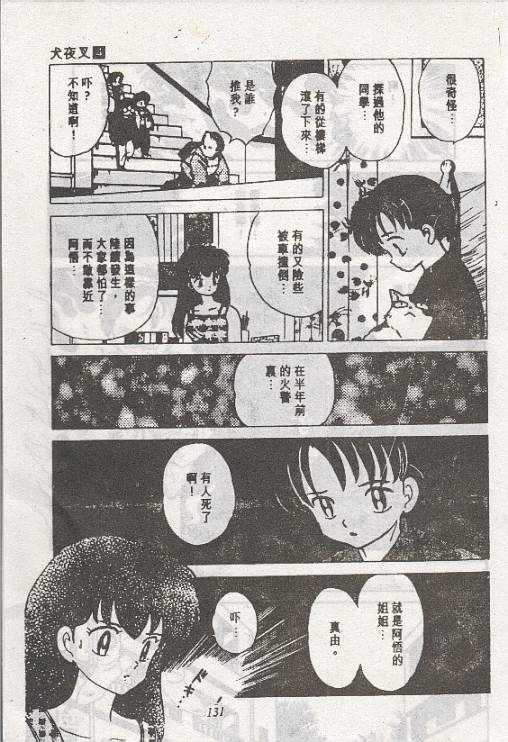 犬夜叉 4
很奇怪…
探過他的
同學…
有的從樓梯
滾了下來…
是誰
推我？
吓？
不知道啊！
有的又險些
被車撞倒…
因為這樣的事
陸續發生，
大家都怕了…
而不敢靠近
阿悟…
在半年前
的火警
裏…
有人死了
啊！
就是阿悟的
姐姐…
真由。
吓…
131